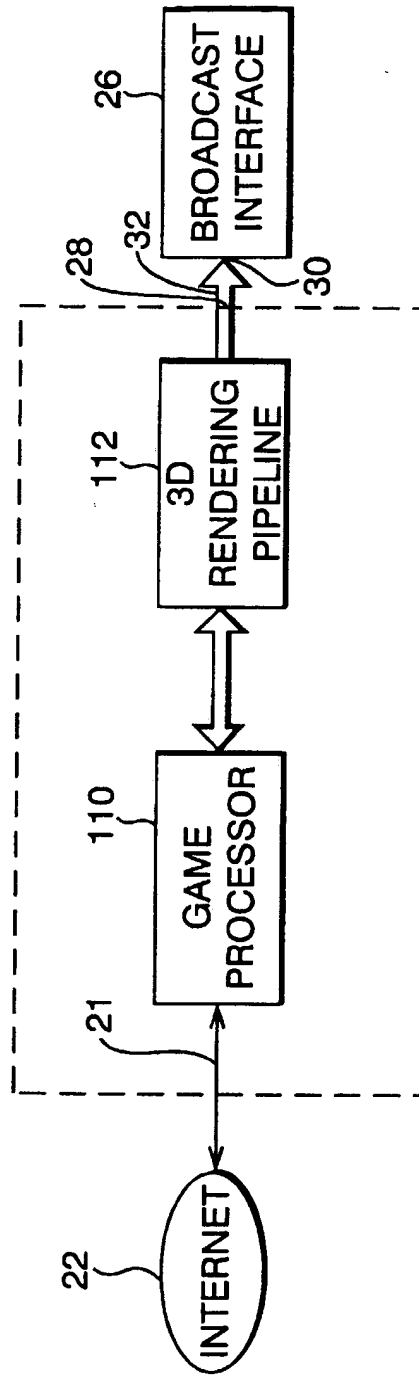 22
INTERNET
21
110
GAME
PROCESSOR
112
3D
RENDERING
PIPELINE
28
32
30
26
BROADCAST
INTERFACE